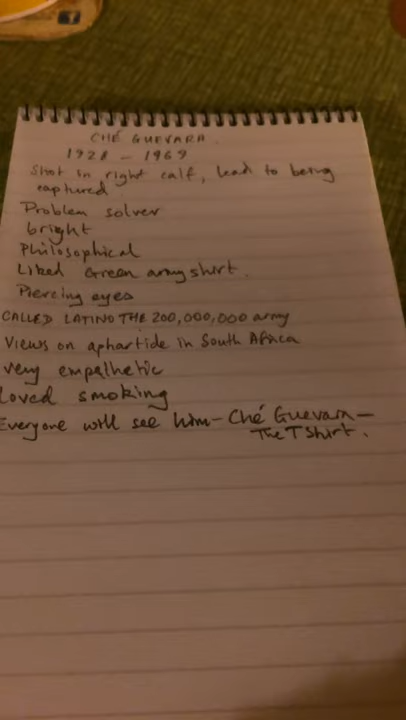 CHÉ GUEVARA.
1928 - 1969
Shot in right calf, lead to being
captured
Problem solver
bright
Philosophical
Liked Green army shirt.
Piercing eyes
CALLED LATINO THE 200,000,000 army
Views on aphartide in South Africa
very empathetic
Loved smoking
Everyone will see him - Ché Guevara -
The T Shirt.